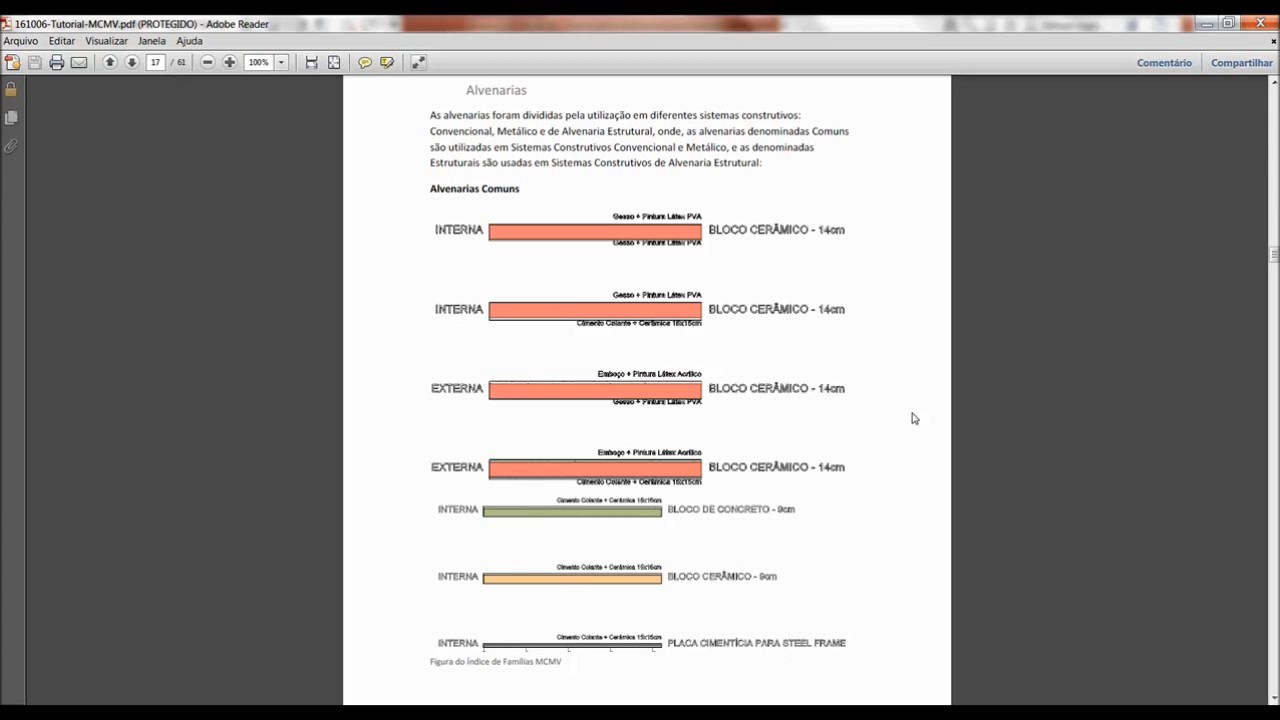 161006-Tutorial-MCMV.pdf (PROTEGIDO) - Adobe Reader
Arquivo Editar Visualizar Janela Ajuda
17 / 61 100% Comentário Compartilhar
Alvenarias
As alvenarias foram divididas pela utilização em diferentes sistemas construtivos:
Convencional, Metálico e de Alvenaria Estrutural, onde, as alvenarias denominadas Comuns
são utilizadas em Sistemas Construtivos Convencional e Metálico, e as denominadas
Estruturais são usadas em Sistemas Construtivos de Alvenaria Estrutural:
Alvenarias Comuns
Gesso + Pintura Látex PVA
INTERNA BLOCO CERÂMICO - 14cm
Gesso + Pintura Látex PVA
Gesso + Pintura Látex PVA
INTERNA BLOCO CERÂMICO - 14cm
Cimento Colante + Cerâmica 15x15cm
Emboço + Pintura Látex Acrílico
EXTERNA BLOCO CERÂMICO - 14cm
Gesso + Pintura Látex PVA
Emboço + Pintura Látex Acrílico
EXTERNA BLOCO CERÂMICO - 14cm
Cimento Colante + Cerâmica 15x15cm
Cimento Colante + Cerâmica 15x15cm
INTERNA BLOCO DE CONCRETO - 9cm
Cimento Colante + Cerâmica 15x15cm
INTERNA BLOCO CERÂMICO - 9cm
Cimento Colante + Cerâmica 15x15cm
INTERNA PLACA CIMENTÍCIA PARA STEEL FRAME
Figura do Índice de Famílias MCMV